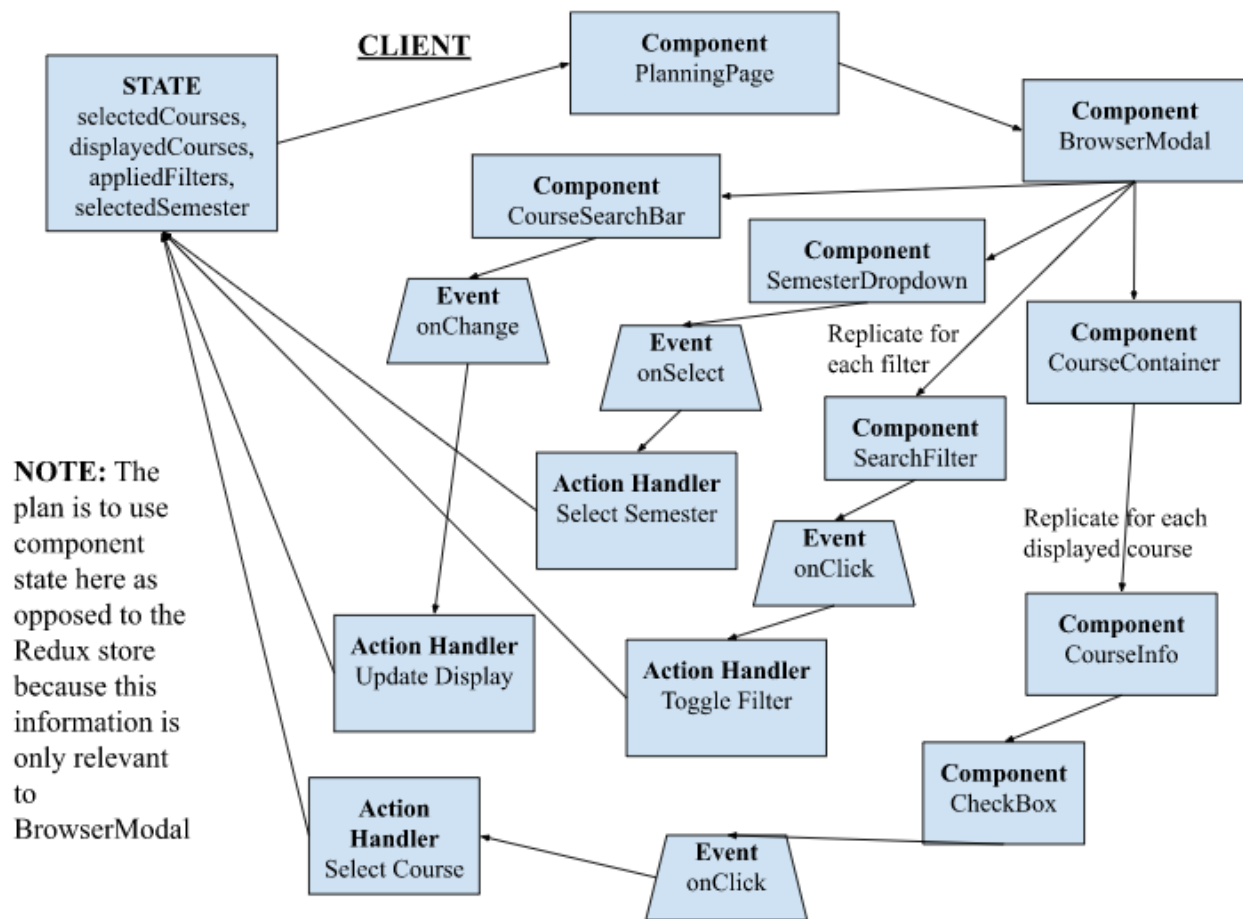 CLIENT
STATE
selectedCourses,
displayedCourses,
appliedFilters,
selectedSemester
Component
PlanningPage
Component
BrowserModal
Component
CourseSearchBar
Component
SemesterDropdown
Event
onChange
Event
onSelect
Replicate for
each filter
Component
CourseContainer
Component
SearchFilter
Action Handler
Select Semester
NOTE: The
plan is to use
component
state here as
opposed to the
Redux store
because this
information is
only relevant
to
BrowserModal
Event
onClick
Replicate for each
displayed course
Component
CourseInfo
Action Handler
Update Display
Action Handler
Toggle Filter
Component
CheckBox
Action
Handler
Select Course
Event
onClick